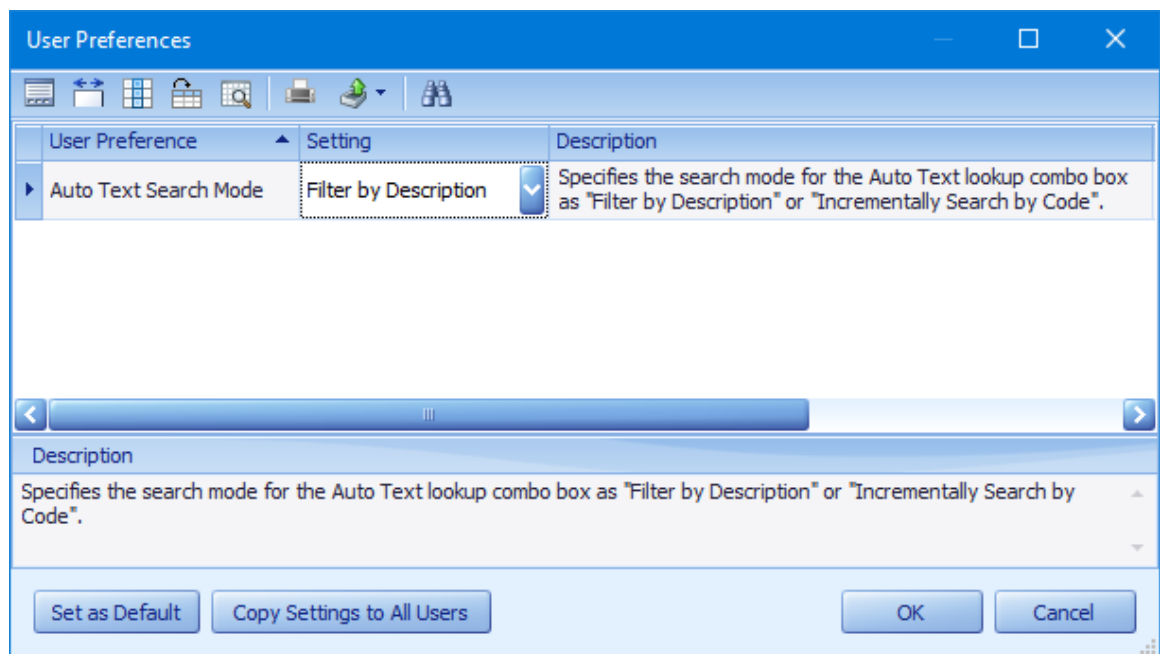 User Preferences
User Preference Setting Description
Auto Text Search Mode Filter by Description Specifies the search mode for the Auto Text lookup combo box
as "Filter by Description" or "Incrementally Search by Code".
Description
Specifies the search mode for the Auto Text lookup combo box as "Filter by Description" or "Incrementally Search by
Code".
Set as Default Copy Settings to All Users OK Cancel